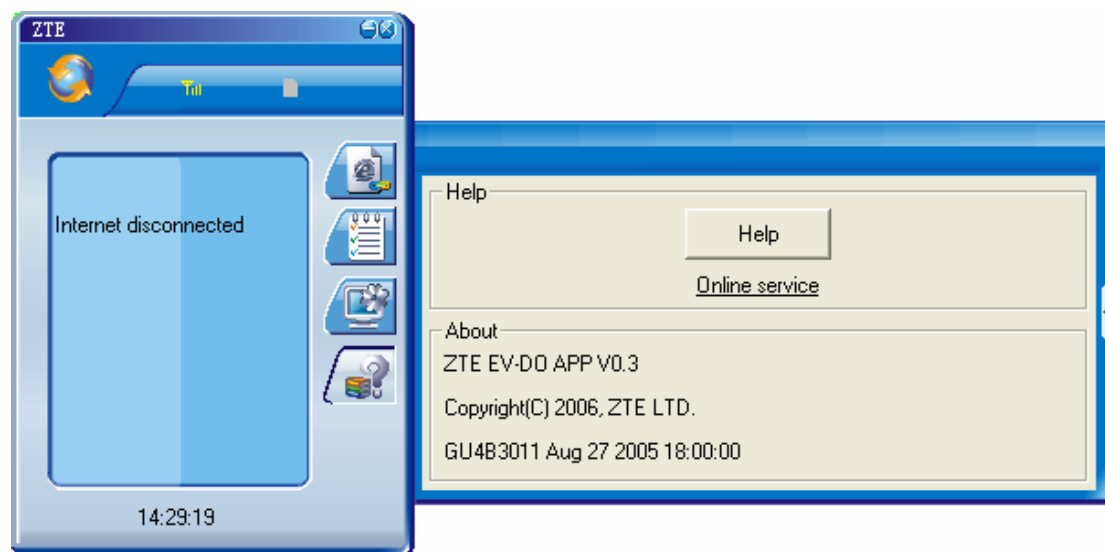 ZTE
Internet disconnected
14:29:19
Help
Help
Online service
About
ZTE EV-DO APP V0.3
Copyright(C) 2006, ZTE LTD.
GU4B3011 Aug 27 2005 18:00:00